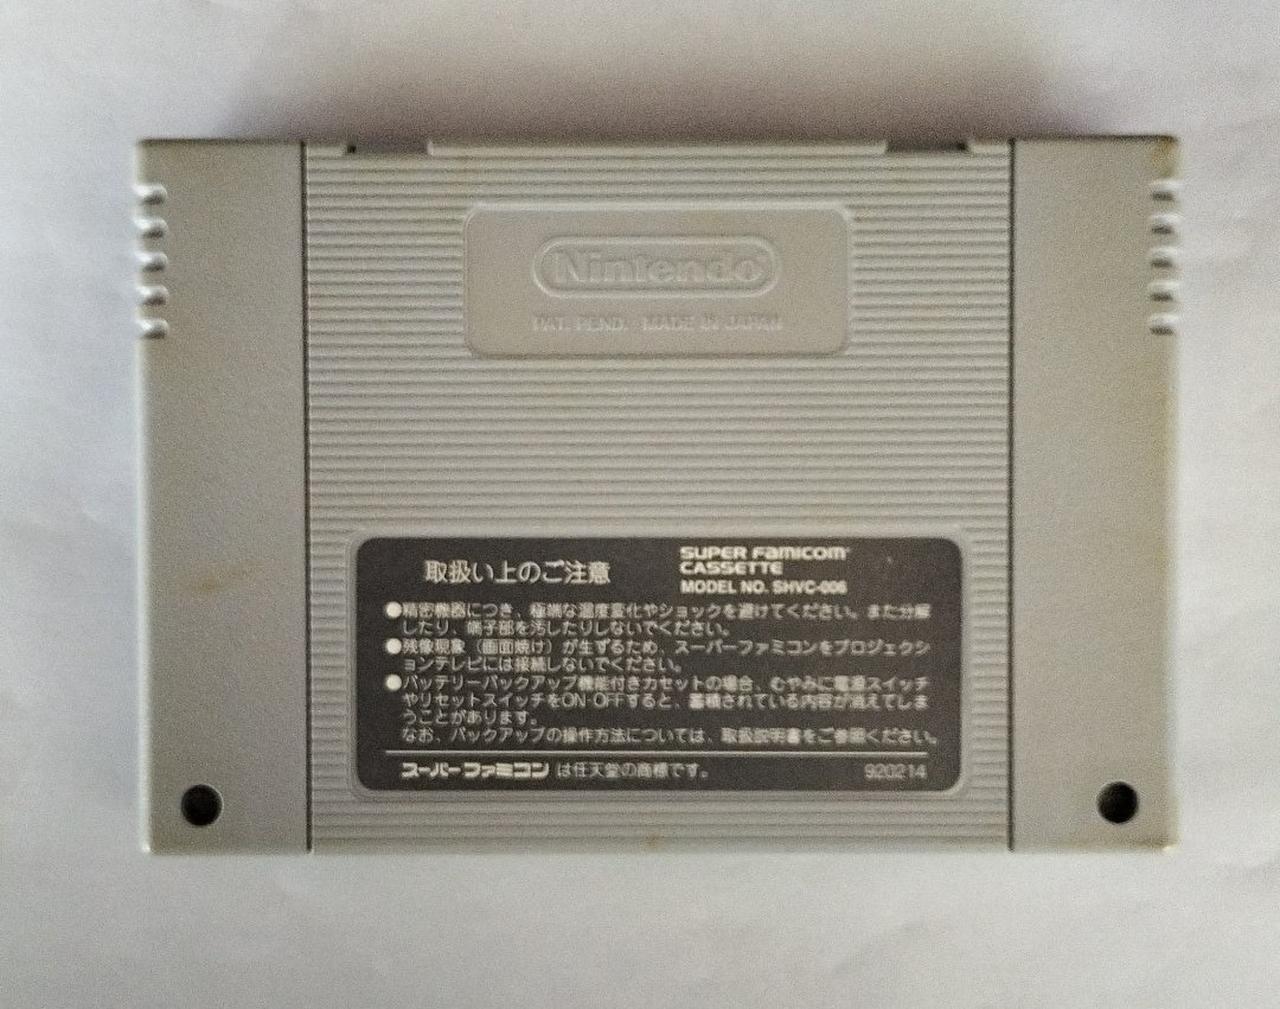 Nintendo®
PAT. PEND. MADE IN JAPAN
取扱い上のご注意
SUPER FAMICOM
CASSETTE
MODEL NO. SHVC-006
●精密機器につき、極端な温度変化やショックを避けてください。また分解
したり、端子部を汚したりしないでください。
●残像現象（画面焼け）が生ずるため、スーパーファミコンをプロジェクシ
ョンテレビには接続しないでください。
●バッテリーバックアップ機能付きカセットの場合、むやみに電源スイッチ
やリセットスイッチをON・OFFすると、蓄積されている内容が消えてしま
うことがあります。
なお、バックアップの操作方法については、取扱説明書をご参照ください。
スーパーファミコンは任天堂の商標です。 920214